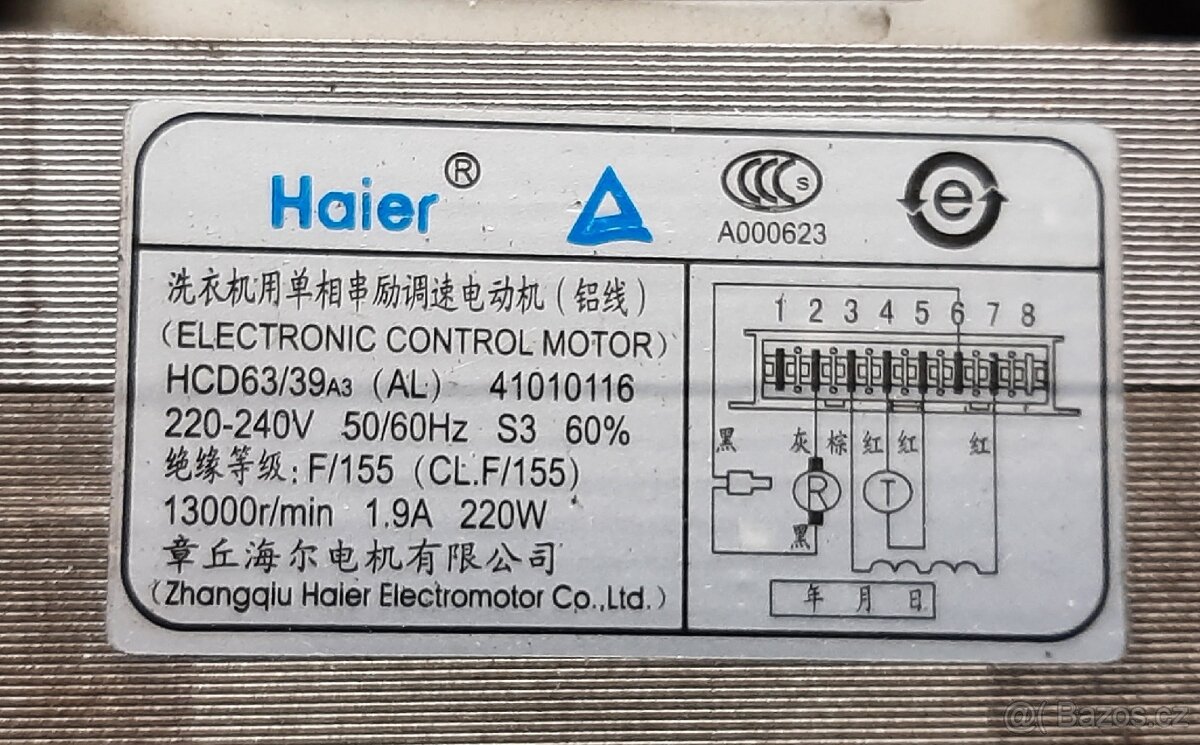 Haier®
S
A000623
e
洗衣机用单相串励调速电动机(铝线)
(ELECTRONIC CONTROL MOTOR)
HCD63/39A3 (AL) 41010116
220-240V 50/60Hz S3 60%
绝缘等级: F/155 (CL.F/155)
13000r/min 1.9A 220W
章丘海尔电机有限公司
(Zhangqiu Haier Electromotor Co.,Ltd.)
1 2 3 4 5 6 7 8
黑 灰 棕 红 红 红
R T
黑
年 月 日
@( Bazos.cz